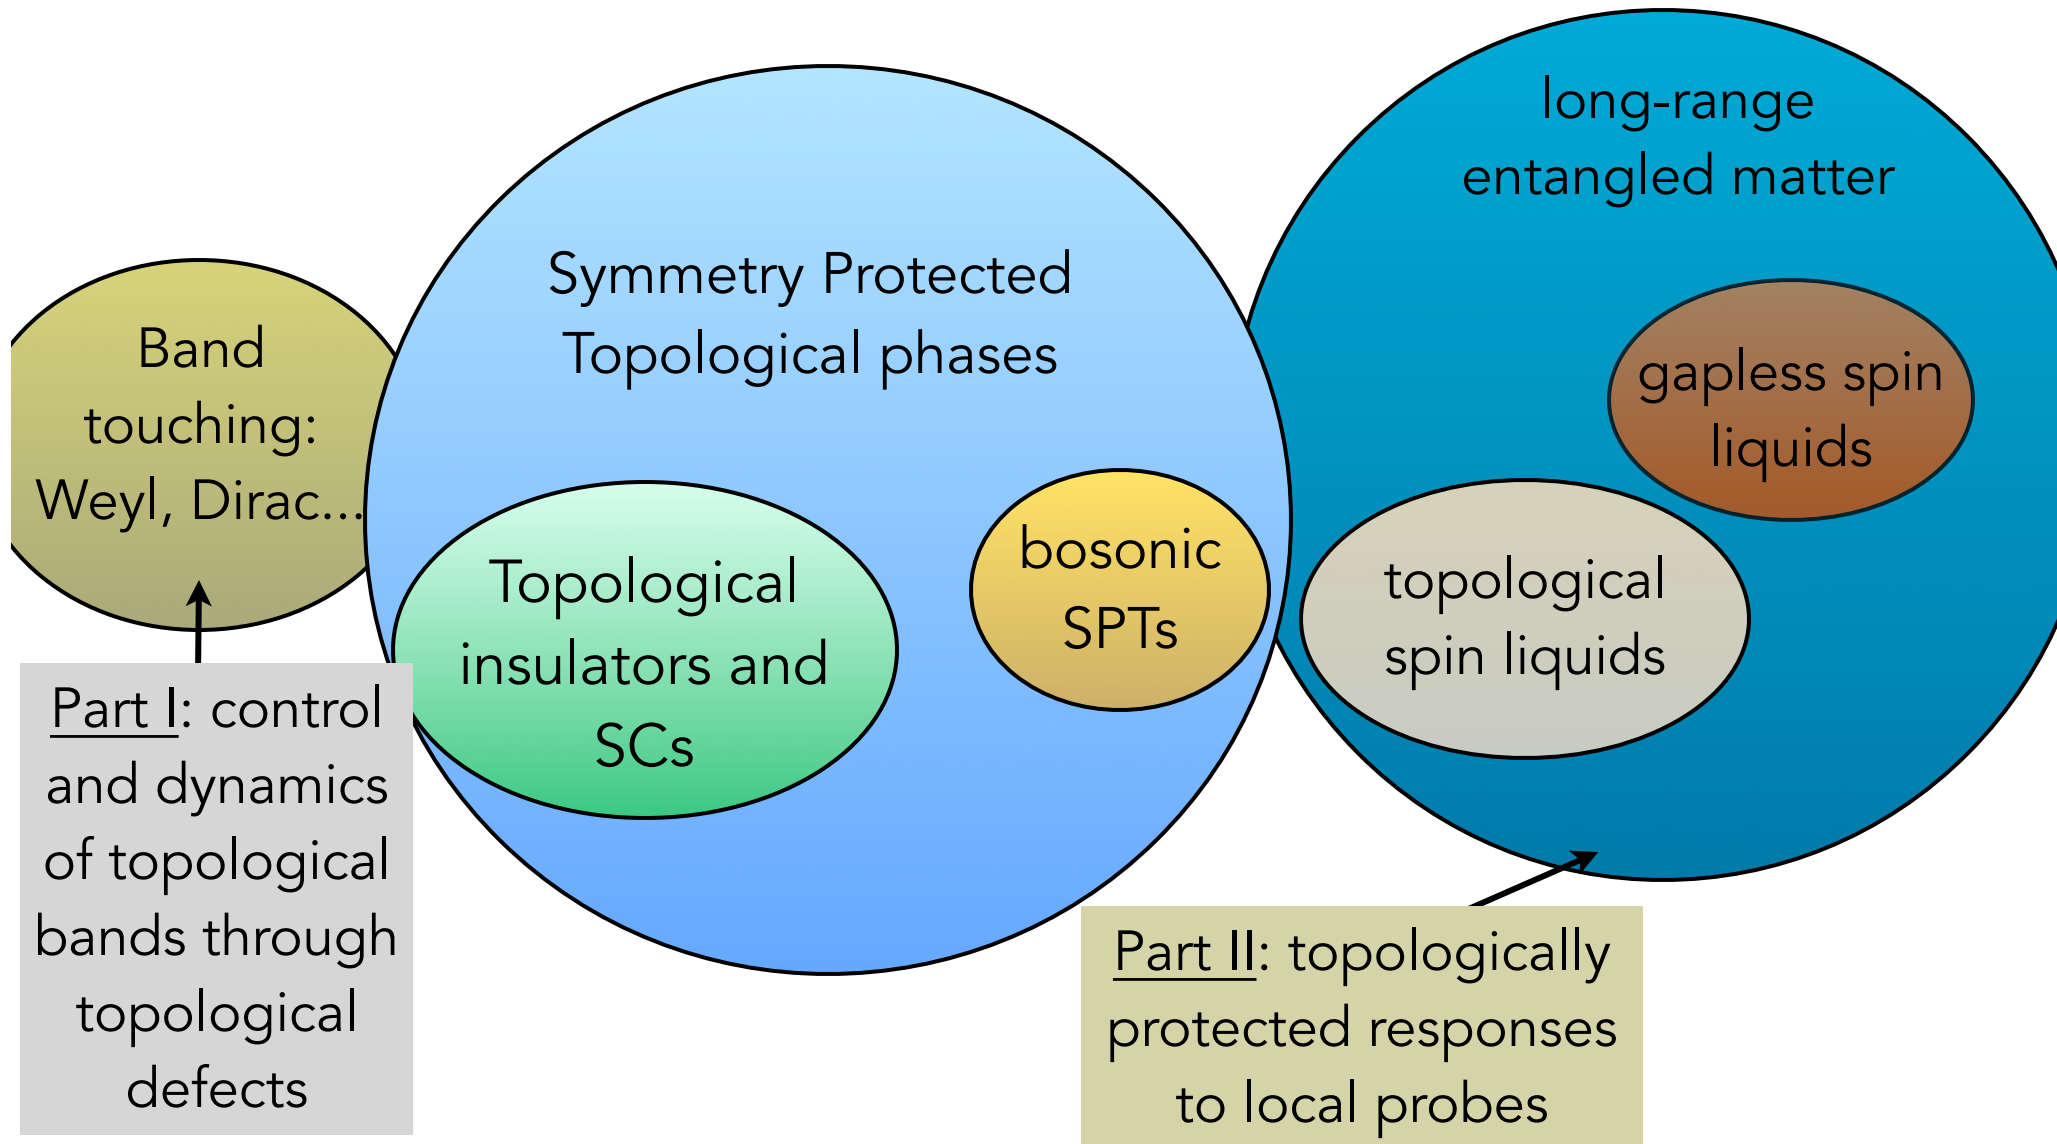 long-range
entangled matter
Symmetry Protected
Topological phases
Band
touching:
Weyl, Dirac...
gapless spin
liquids
Topological
insulators and
SCs
bosonic
SPTs
topological
spin liquids
Part I: control
and dynamics
of topological
bands through
topological
defects
Part II: topologically
protected responses
to local probes